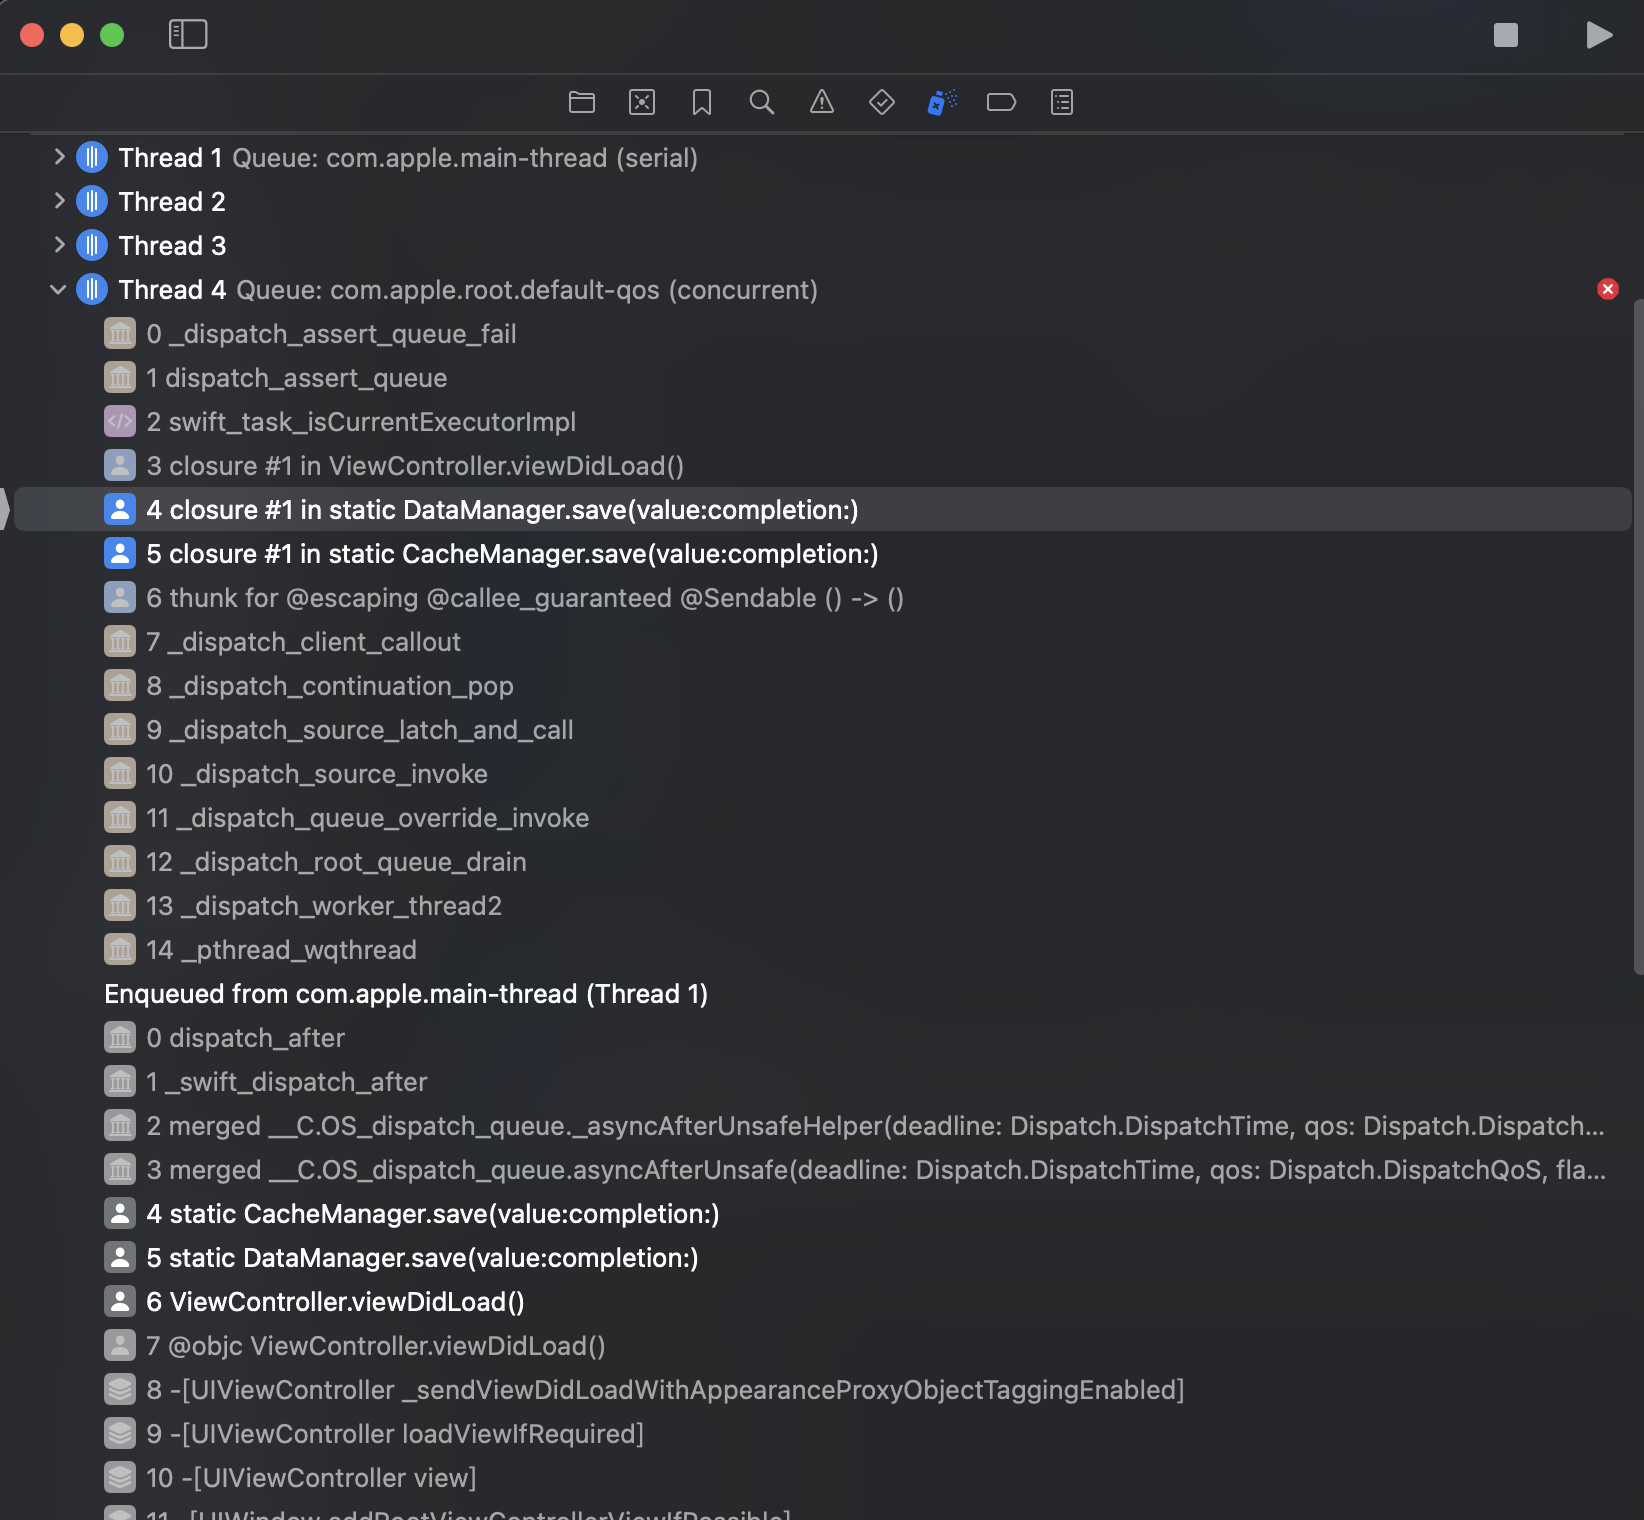 Thread 1 Queue: com.apple.main-thread (serial)
Thread 2
Thread 3
Thread 4 Queue: com.apple.root.default-qos (concurrent)
0 _dispatch_assert_queue_fail
1 dispatch_assert_queue
2 swift_task_isCurrentExecutorImpl
3 closure #1 in ViewController.viewDidLoad()
4 closure #1 in static DataManager.save(value:completion:)
5 closure #1 in static CacheManager.save(value:completion:)
6 thunk for @escaping @callee_guaranteed @Sendable () -> ()
7 _dispatch_client_callout
8 _dispatch_continuation_pop
9 _dispatch_source_latch_and_call
10 _dispatch_source_invoke
11 _dispatch_queue_override_invoke
12 _dispatch_root_queue_drain
13 _dispatch_worker_thread2
14 _pthread_wqthread
Enqueued from com.apple.main-thread (Thread 1)
0 dispatch_after
1 _swift_dispatch_after
2 merged __C.OS_dispatch_queue._asyncAfterUnsafeHelper(deadline: Dispatch.DispatchTime, qos: Dispatch.Dispatch...
3 merged __C.OS_dispatch_queue.asyncAfterUnsafe(deadline: Dispatch.DispatchTime, qos: Dispatch.DispatchQoS, fla...
4 static CacheManager.save(value:completion:)
5 static DataManager.save(value:completion:)
6 ViewController.viewDidLoad()
7 @objc ViewController.viewDidLoad()
8 -[UIViewController _sendViewDidLoadWithAppearanceProxyObjectTaggingEnabled]
9 -[UIViewController loadViewIfRequired]
10 -[UIViewController view]
11 -[UIWindow addRootViewControllerViewIfPossible]